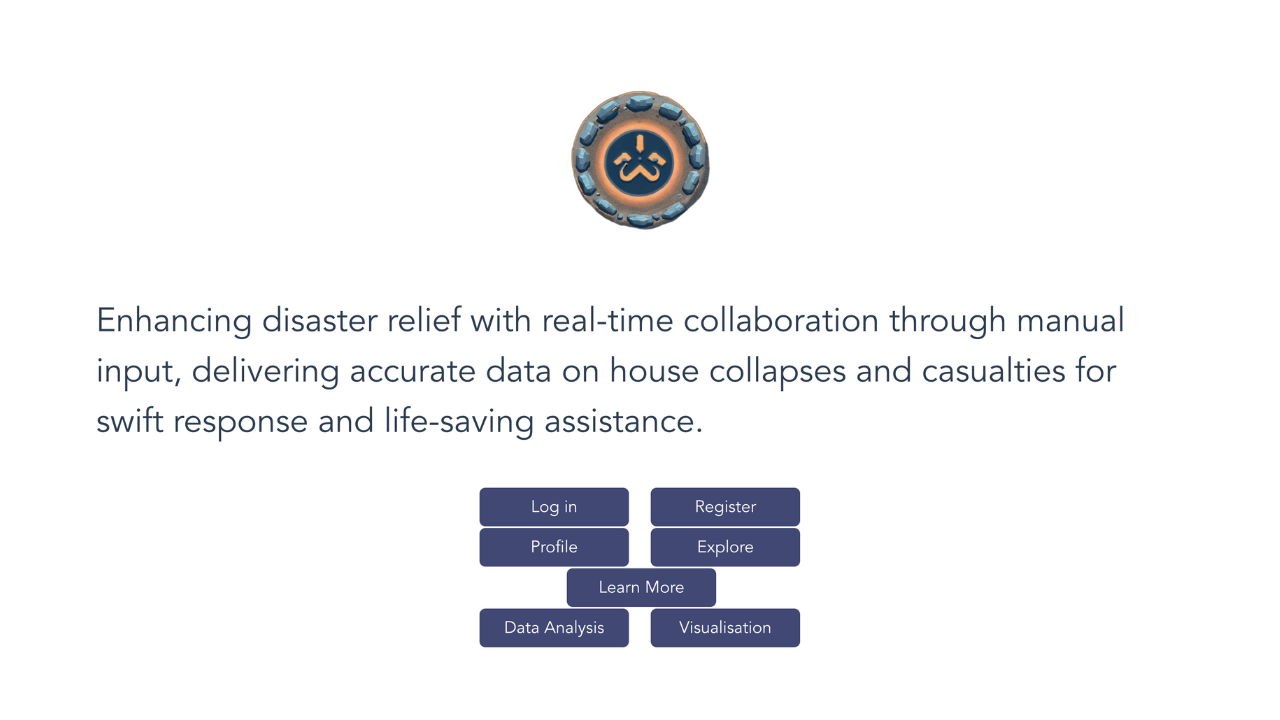 Enhancing disaster relief with real-time collaboration through manual
input, delivering accurate data on house collapses and casualties for
swift response and life-saving assistance.
Log in
Register
Profile
Explore
Learn More
Data Analysis
Visualisation